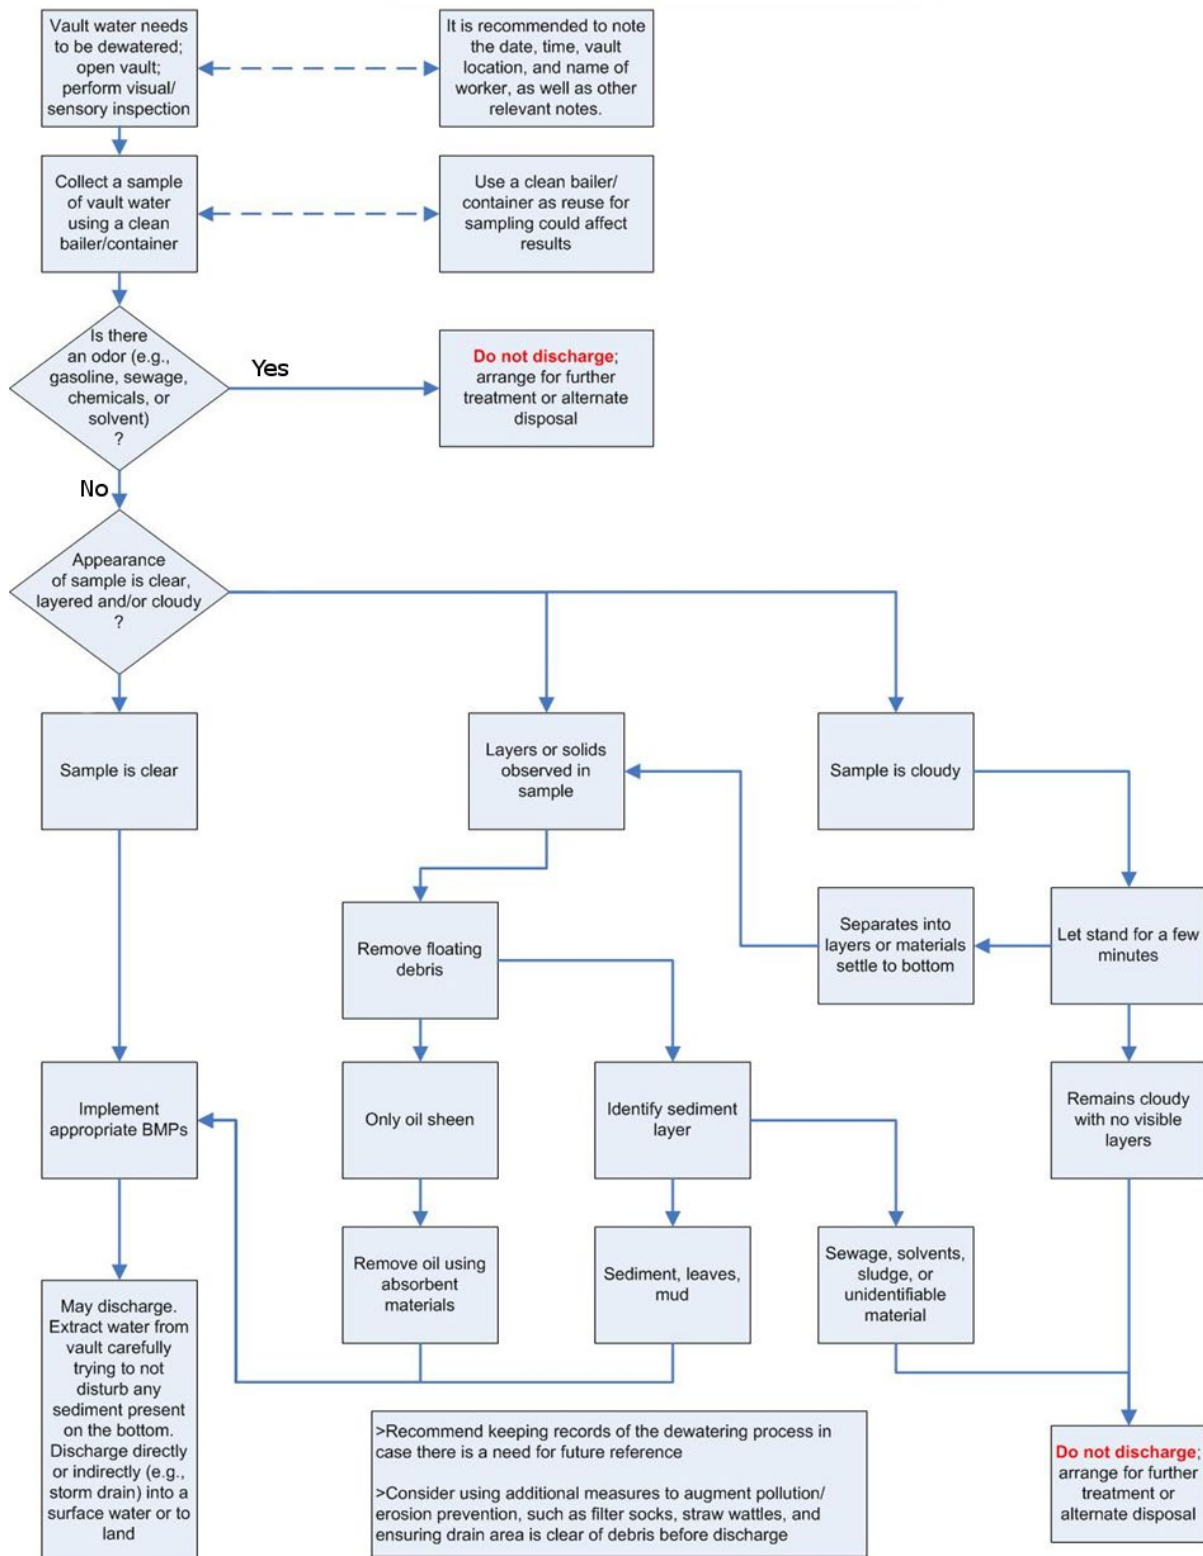 Vault water needs
to be dewatered;
open vault;
perform visual/
sensory inspection
It is recommended to note
the date, time, vault
location, and name of
worker, as well as other
relevant notes.
Collect a sample
of vault water
using a clean
bailer/container
Use a clean bailer/
container as reuse for
sampling could affect
results
Is there
an odor (e.g.,
gasoline, sewage,
chemicals, or
solvent)
?
Yes
Do not discharge;
arrange for further
treatment or alternate
disposal
No
Appearance
of sample is clear,
layered and/or cloudy
?
Sample is clear
Layers or solids
observed in
sample
Sample is cloudy
Remove floating
debris
Separates into
layers or materials
settle to bottom
Let stand for a few
minutes
Implement
appropriate BMPs
Only oil sheen
Identify sediment
layer
Remains cloudy
with no visible
layers
Remove oil using
absorbent
materials
Sediment, leaves,
mud
Sewage, solvents,
sludge, or
unidentifiable
material
May discharge.
Extract water from
vault carefully
trying to not
disturb any
sediment present
on the bottom.
Discharge directly
or indirectly (e.g.,
storm drain) into a
surface water or to
land
>Recommend keeping records of the dewatering process in
case there is a need for future reference
>Consider using additional measures to augment pollution/
erosion prevention, such as filter socks, straw wattles, and
ensuring drain area is clear of debris before discharge
Do not discharge;
arrange for further
treatment or
alternate disposal